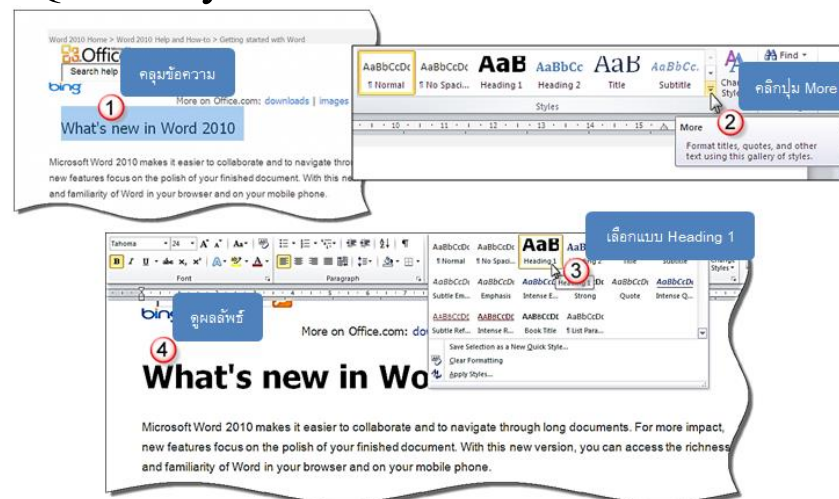 Word 2010 Home > Word 2010 Help and How-to > Getting started with Word
Office
Search help
คลุมข้อความ
bing
1
More on Office.com: downloads | images
What's new in Word 2010
Microsoft Word 2010 makes it easier to collaborate and to navigate throu
new features focus on the polish of your finished document. With this ne
and familiarity of Word in your browser and on your mobile phone.
AaBbCcDc AaBbCcDc AaB AaBbCc AaB AaBbCc.
¶ Normal ¶ No Spaci... Heading 1 Heading 2 Title Subtitle
Find
คลิกปุ่ม More
Styles
10 11 12 13 14 15
2
More
Format titles, quotes, and other
text using this gallery of styles.
เลือกแบบ Heading 1
Tahoma 24
Font Paragraph
AaBbCcDc AaBbCcDc AaB
¶ Normal ¶ No Spaci... Heading 1 Title Subtitle
Styles
3
Subtle Em... Emphasis Intense E... Strong Quote Intense Q...
AaBbCcDc AaBbCcDc AaBbCcDc AaBbCcDc
Subtle Ref... Intense R... Book Title ¶ List Para...
Save Selection as a New Quick Style...
Clear Formatting
Apply Styles...
bing
ดูผลลัพธ์
More on Office.com: do
4
What's new in Wo
Microsoft Word 2010 makes it easier to collaborate and to navigate through long documents. For more impact,
new features focus on the polish of your finished document. With this new version, you can access the richness
and familiarity of Word in your browser and on your mobile phone.